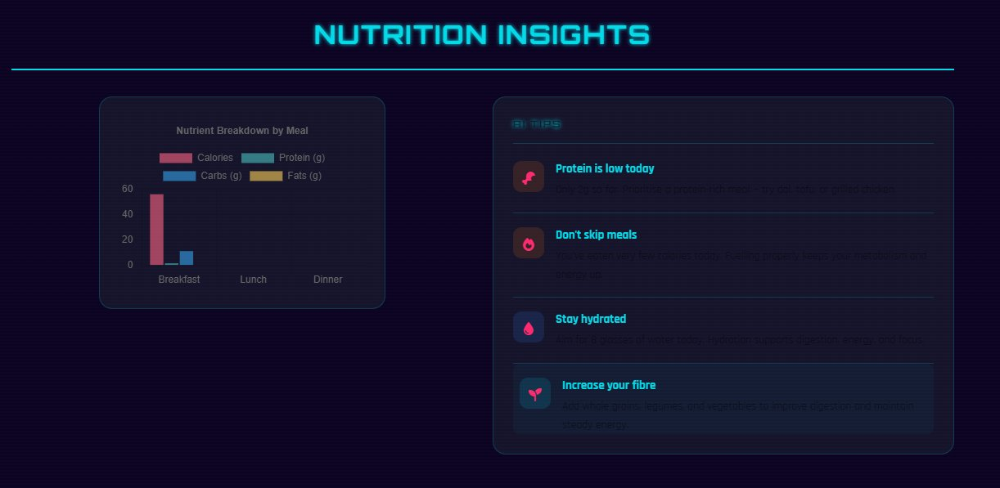 NUTRITION INSIGHTS
Nutrient Breakdown by Meal
Calories Protein (g)
Carbs (g) Fats (g)
60
40
20
0
Breakfast Lunch Dinner
AI TIPS
Protein is low today
Only 2g so far. Prioritise a protein-rich meal – try dal, tofu, or grilled chicken.
Don't skip meals
You've eaten very few calories today. Fuelling properly keeps your metabolism and
energy up.
Stay hydrated
Aim for 8 glasses of water today. Hydration supports digestion, energy, and focus.
Increase your fibre
Add whole grains, legumes, and vegetables to improve digestion and maintain
steady energy.